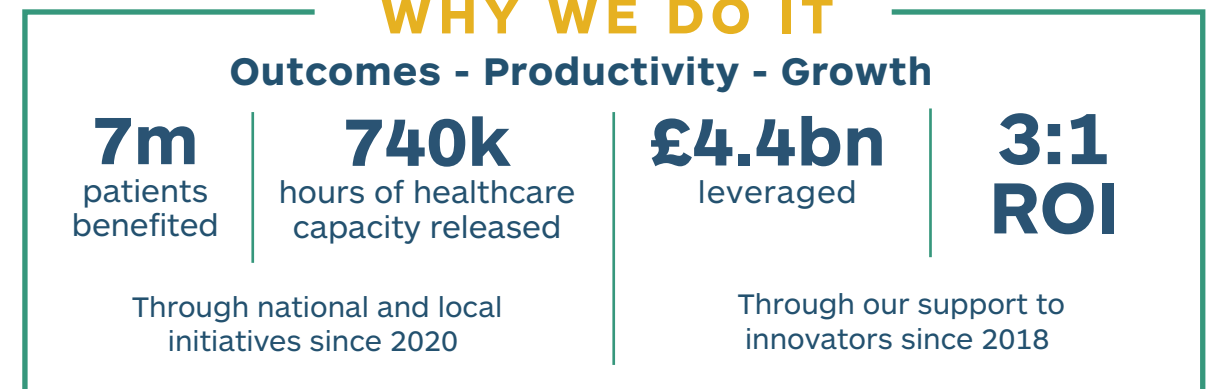 WHY WE DO IT
Outcomes - Productivity - Growth
7m
patients
benefited
740k
hours of healthcare
capacity released
Through national and local
initiatives since 2020
£4.4bn
leveraged
3:1
ROI
Through our support to
innovators since 2018